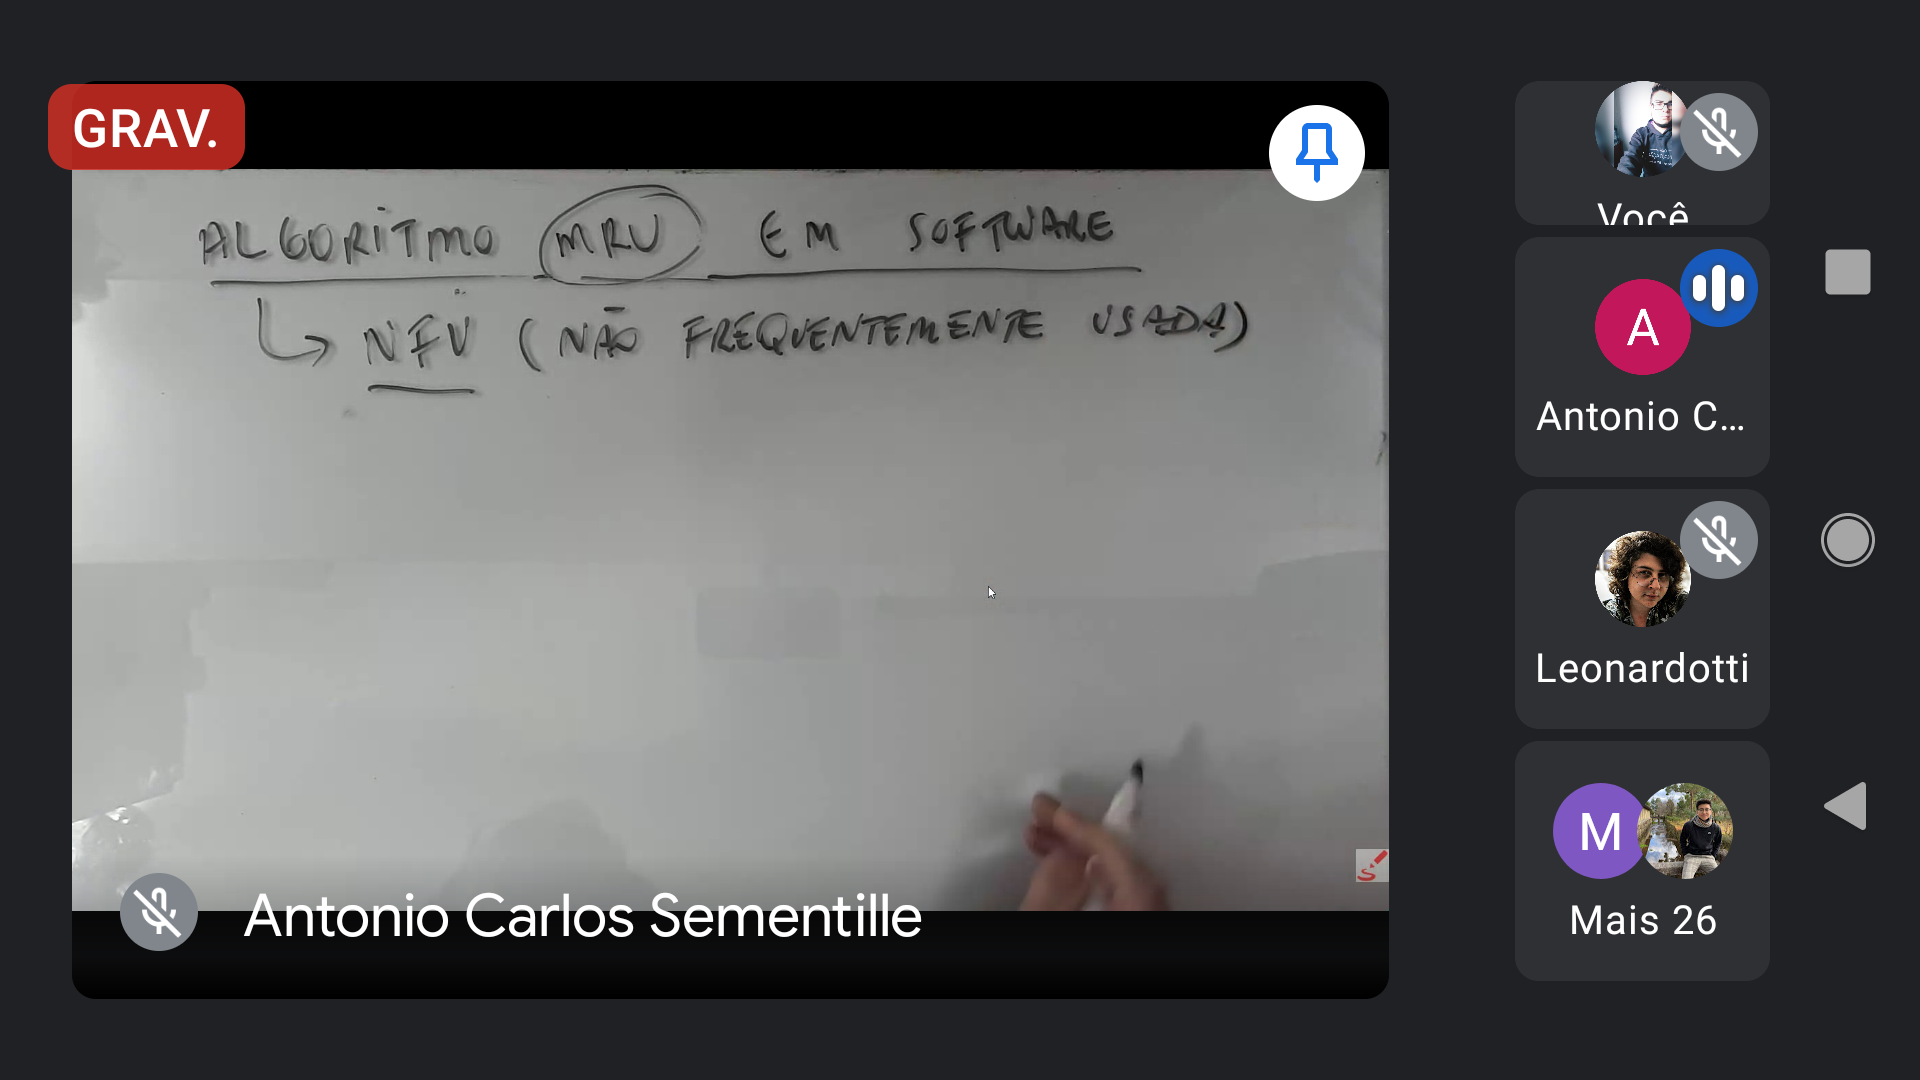 GRAV.
ALGORITMO MRU EM SOFTWARE
NFU (NÃO FREQUENTEMENTE USADA)
Antonio Carlos Sementille
Você
A
Antonio C...
Leonardotti
M
Mais 26